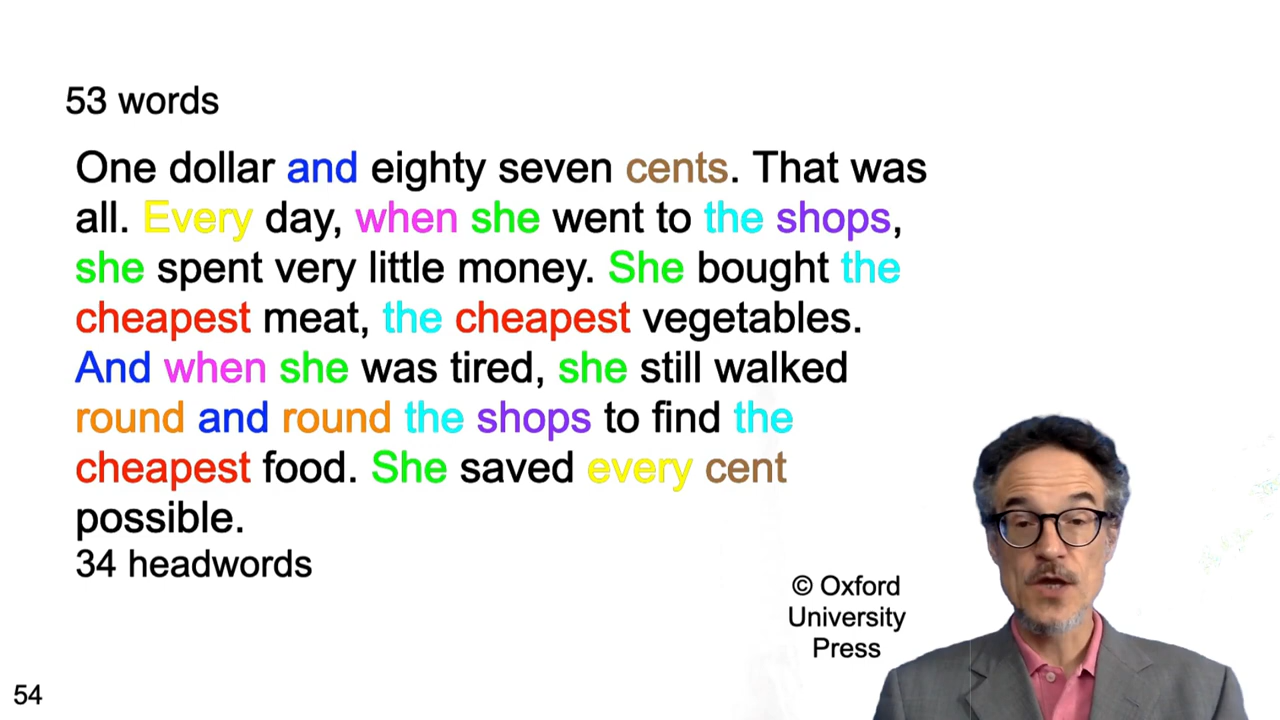 53 words
One dollar and eighty seven cents. That was
all. Every day, when she went to the shops,
she spent very little money. She bought the
cheapest meat, the cheapest vegetables.
And when she was tired, she still walked
round and round the shops to find the
cheapest food. She saved every cent
possible.
34 headwords
© Oxford
University
Press
54